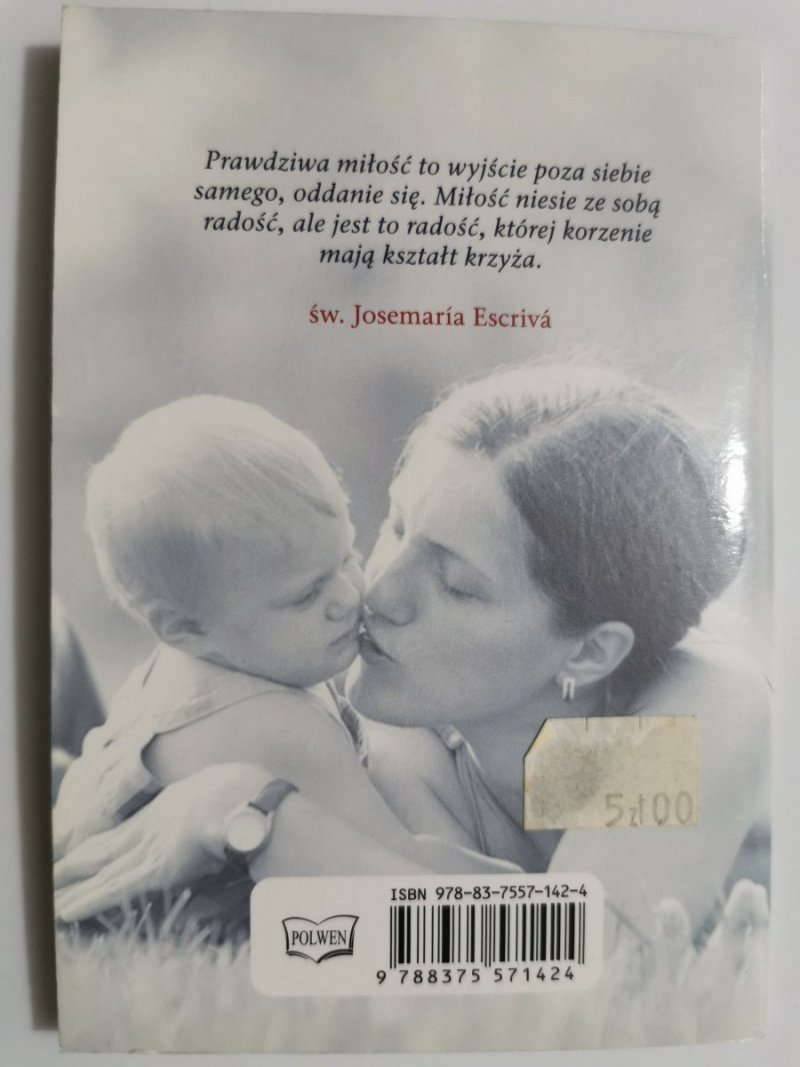 Prawdziwa miłość to wyjście poza siebie
samego, oddanie się. Miłość niesie ze sobą
radość, ale jest to radość, której korzenie
mają kształt krzyża.
św. Josemaría Escrivá
5zł00
ISBN 978-83-7557-142-4
POLWEN
9 788375 571424